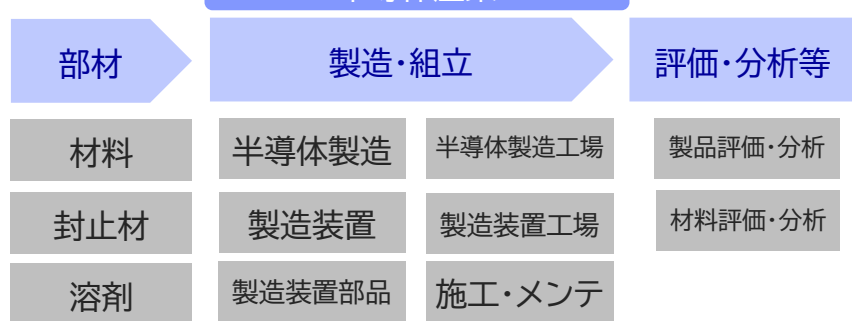 部材
製造・組立
評価・分析等
材料
半導体製造
半導体製造工場
製品評価・分析
封止材
製造装置
製造装置工場
材料評価・分析
溶剤
製造装置部品
施工・メンテ